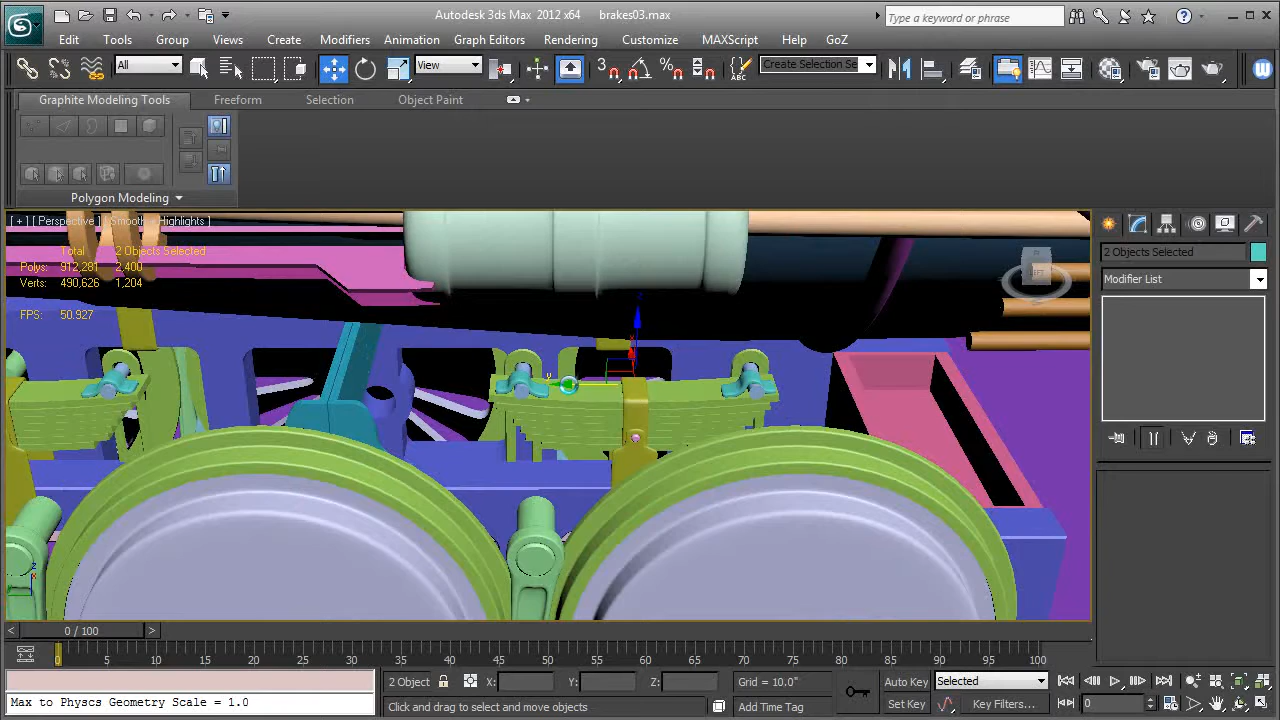 Autodesk 3ds Max 2012 x64 brakes03.max
Type a keyword or phrase
Edit Tools Group Views Create Modifiers Animation Graph Editors Rendering Customize MAXScript Help GoZ
All View 3 Create Selection Se
Graphite Modeling Tools Freeform Selection Object Paint
Polygon Modeling
[ + ] [ Perspective ] [ Smooth + Highlights ]
Total 2 Objects Selected
Polys: 912,281 2,400
Verts: 490,626 1,204
FPS: 50.927
2 Objects Selected
Modifier List
0 / 100
0 5 10 15 20 25 30 35 40 45 50 55 60 65 70 75 80 85 90 95 100
2 Object X: Y: Z: Grid = 10.0" Auto Key Selected
Max to Physcs Geometry Scale = 1.0
Click and drag to select and move objects Add Time Tag Set Key Key Filters... 0